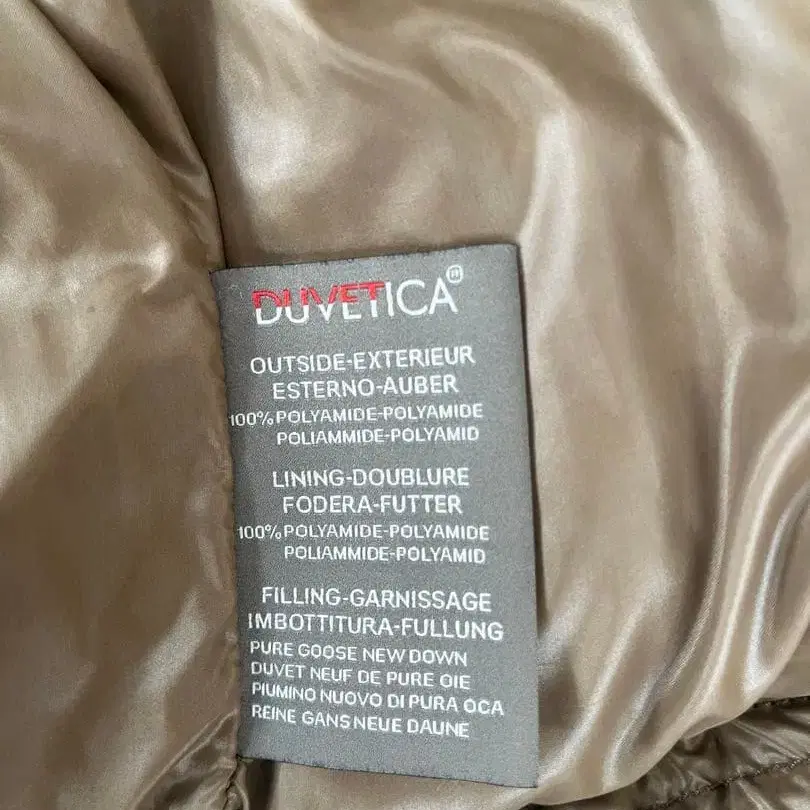 DUVETICA®
OUTSIDE-EXTERIEUR
ESTERNO-AUBER
100% POLYAMIDE-POLYAMIDE
POLIAMMIDE-POLYAMID
LINING-DOUBLURE
FODERA-FUTTER
100% POLYAMIDE-POLYAMIDE
POLIAMMIDE-POLYAMID
FILLING-GARNISSAGE
IMBOTTITURA-FULLUNG
PURE GOOSE NEW DOWN
DUVET NEUF DE PURE OIE
PIUMINO NUOVO DI PURA OCA
REINE GANS NEUE DAUNE